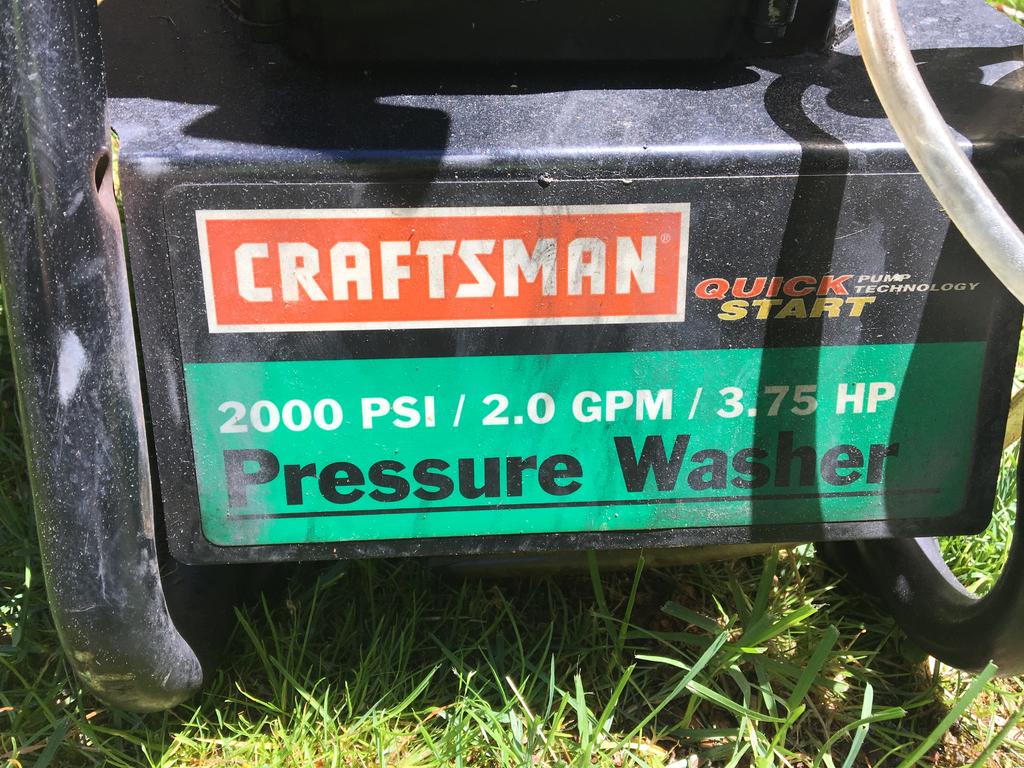 CRAFTSMAN®
QUICK START PUMP TECHNOLOGY
2000 PSI / 2.0 GPM / 3.75 HP
Pressure Washer